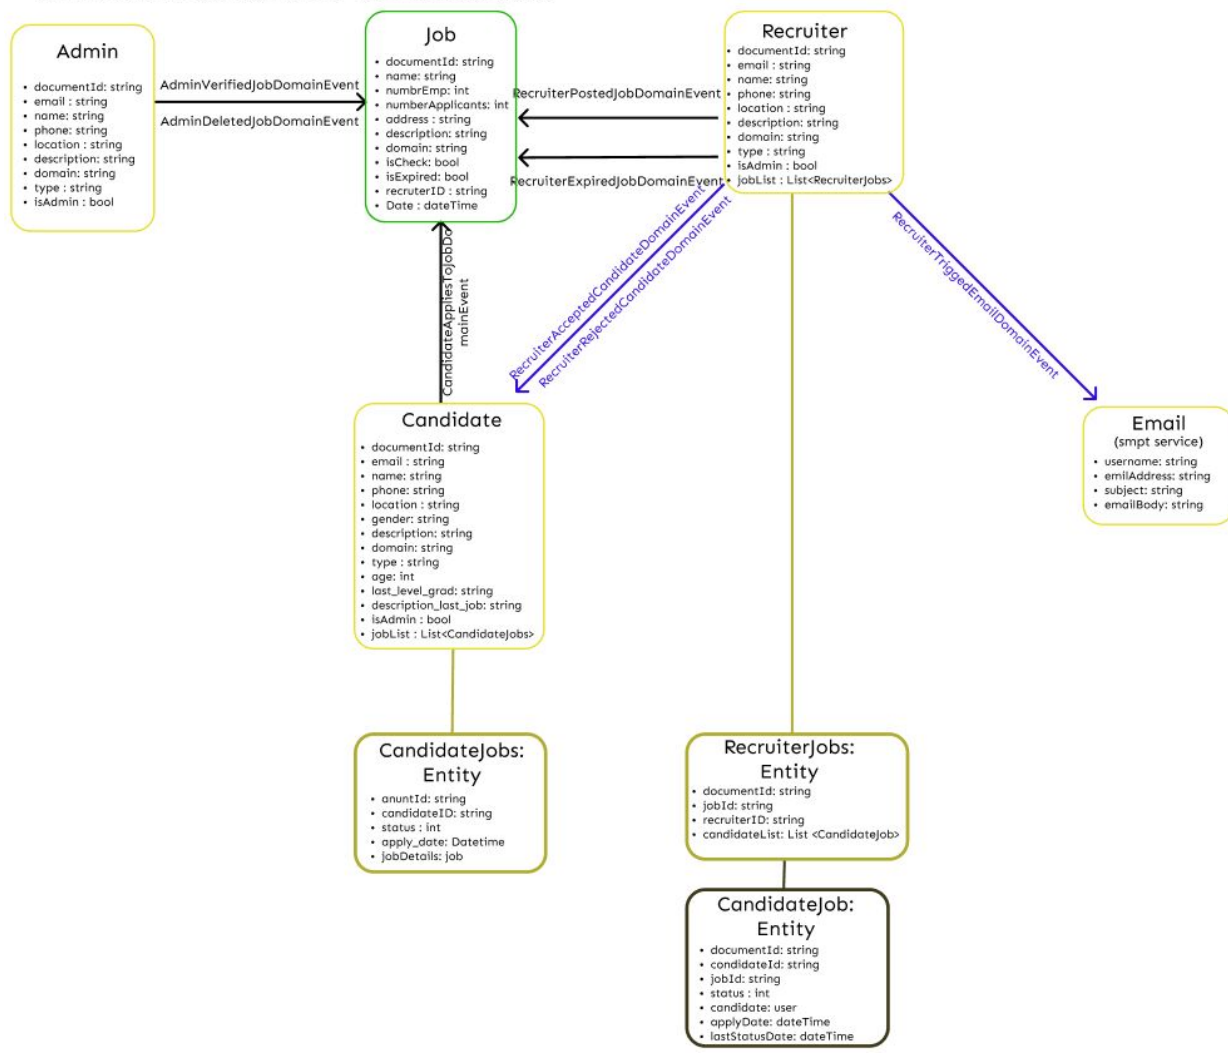 Admin
• documentId: string
• email : string
• name: string
• phone: string
• location : string
• description: string
• domain: string
• type : string
• isAdmin : bool
AdminVerifiedJobDomainEvent
AdminDeletedJobDomainEvent
Job
• documentId: string
• name: string
• numbrEmp: int
• numberApplicants: int
• address : string
• description: string
• domain: string
• isCheck: bool
• isExpired: bool
• recruterID : string
• Date : dateTime
RecruiterPostedJobDomainEvent
RecruiterExpiredJobDomainEvent
Recruiter
• documentId: string
• email : string
• name: string
• phone: string
• location : string
• description: string
• domain: string
• type : string
• isAdmin : bool
• jobList : List<RecruiterJobs>
CandidateAppliesToJobDo
mainEvent
RecruiterAcceptedCandidateDomainEvent
RecruiterRejectedCandidateDomainEvent
RecruiterTriggedEmailDomainEvent
Candidate
• documentId: string
• email : string
• name: string
• phone: string
• location : string
• gender: string
• description: string
• domain: string
• type : string
• age: int
• last_level_grad: string
• description_last_job: string
• isAdmin : bool
• jobList : List<CandidateJobs>
Email
(smpt service)
• username: string
• emilAddress: string
• subject: string
• emailBody: string
CandidateJobs:
Entity
• anuntId: string
• candidateID: string
• status : int
• apply_date: Datetime
• jobDetails: job
RecruiterJobs:
Entity
• documentId: string
• jobId: string
• recruiterID: string
• candidateList: List <CandidateJob>
CandidateJob:
Entity
• documentId: string
• condidateId: string
• jobId: string
• status : int
• candidate: user
• applyDate: dateTime
• lastStatusDate: dateTime